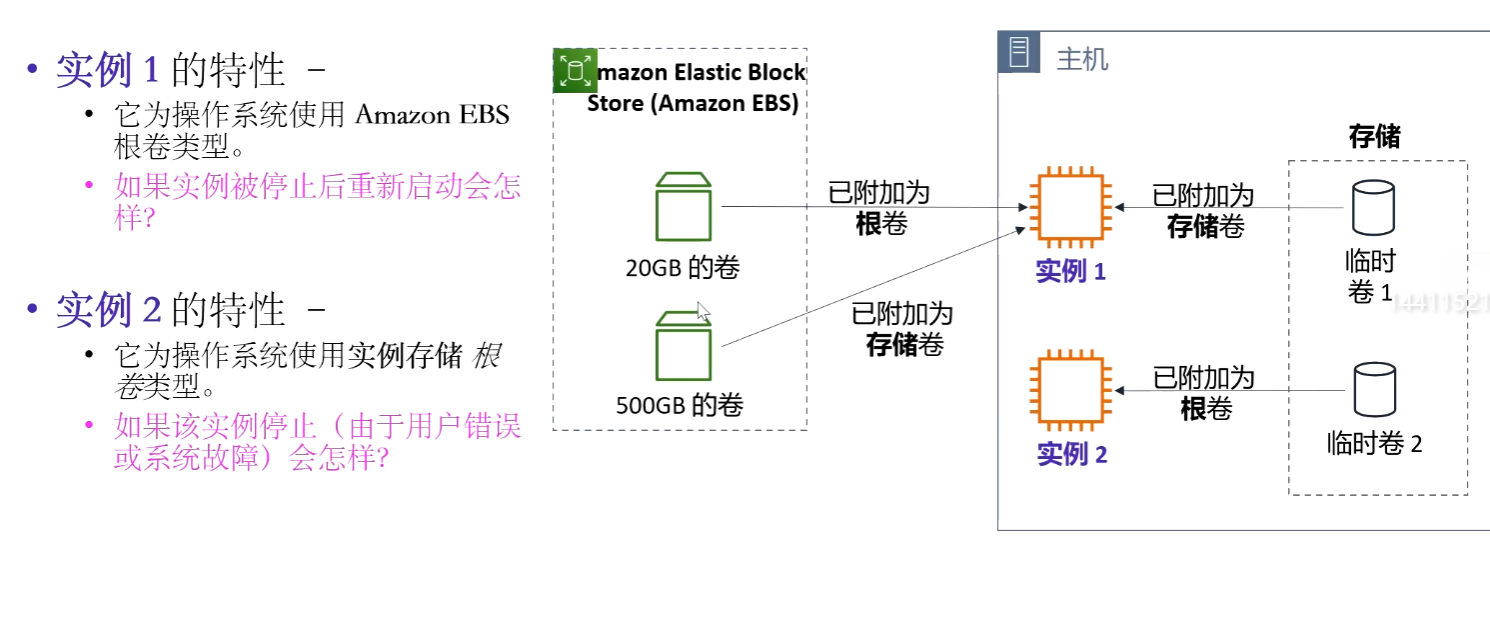 • 实例 1 的特性 –
• 它为操作系统使用 Amazon EBS
根卷类型。
• 如果实例被停止后重新启动会怎
样?
• 实例 2 的特性 –
• 它为操作系统使用实例存储 根
卷类型。
• 如果该实例停止（由于用户错误
或系统故障）会怎样?
mazon Elastic Block
Store (Amazon EBS)
20GB 的卷
500GB 的卷
已附加为
根卷
已附加为
存储卷
主机
实例 1
已附加为
存储卷
存储
临时
卷 1
实例 2
已附加为
根卷
临时卷 2